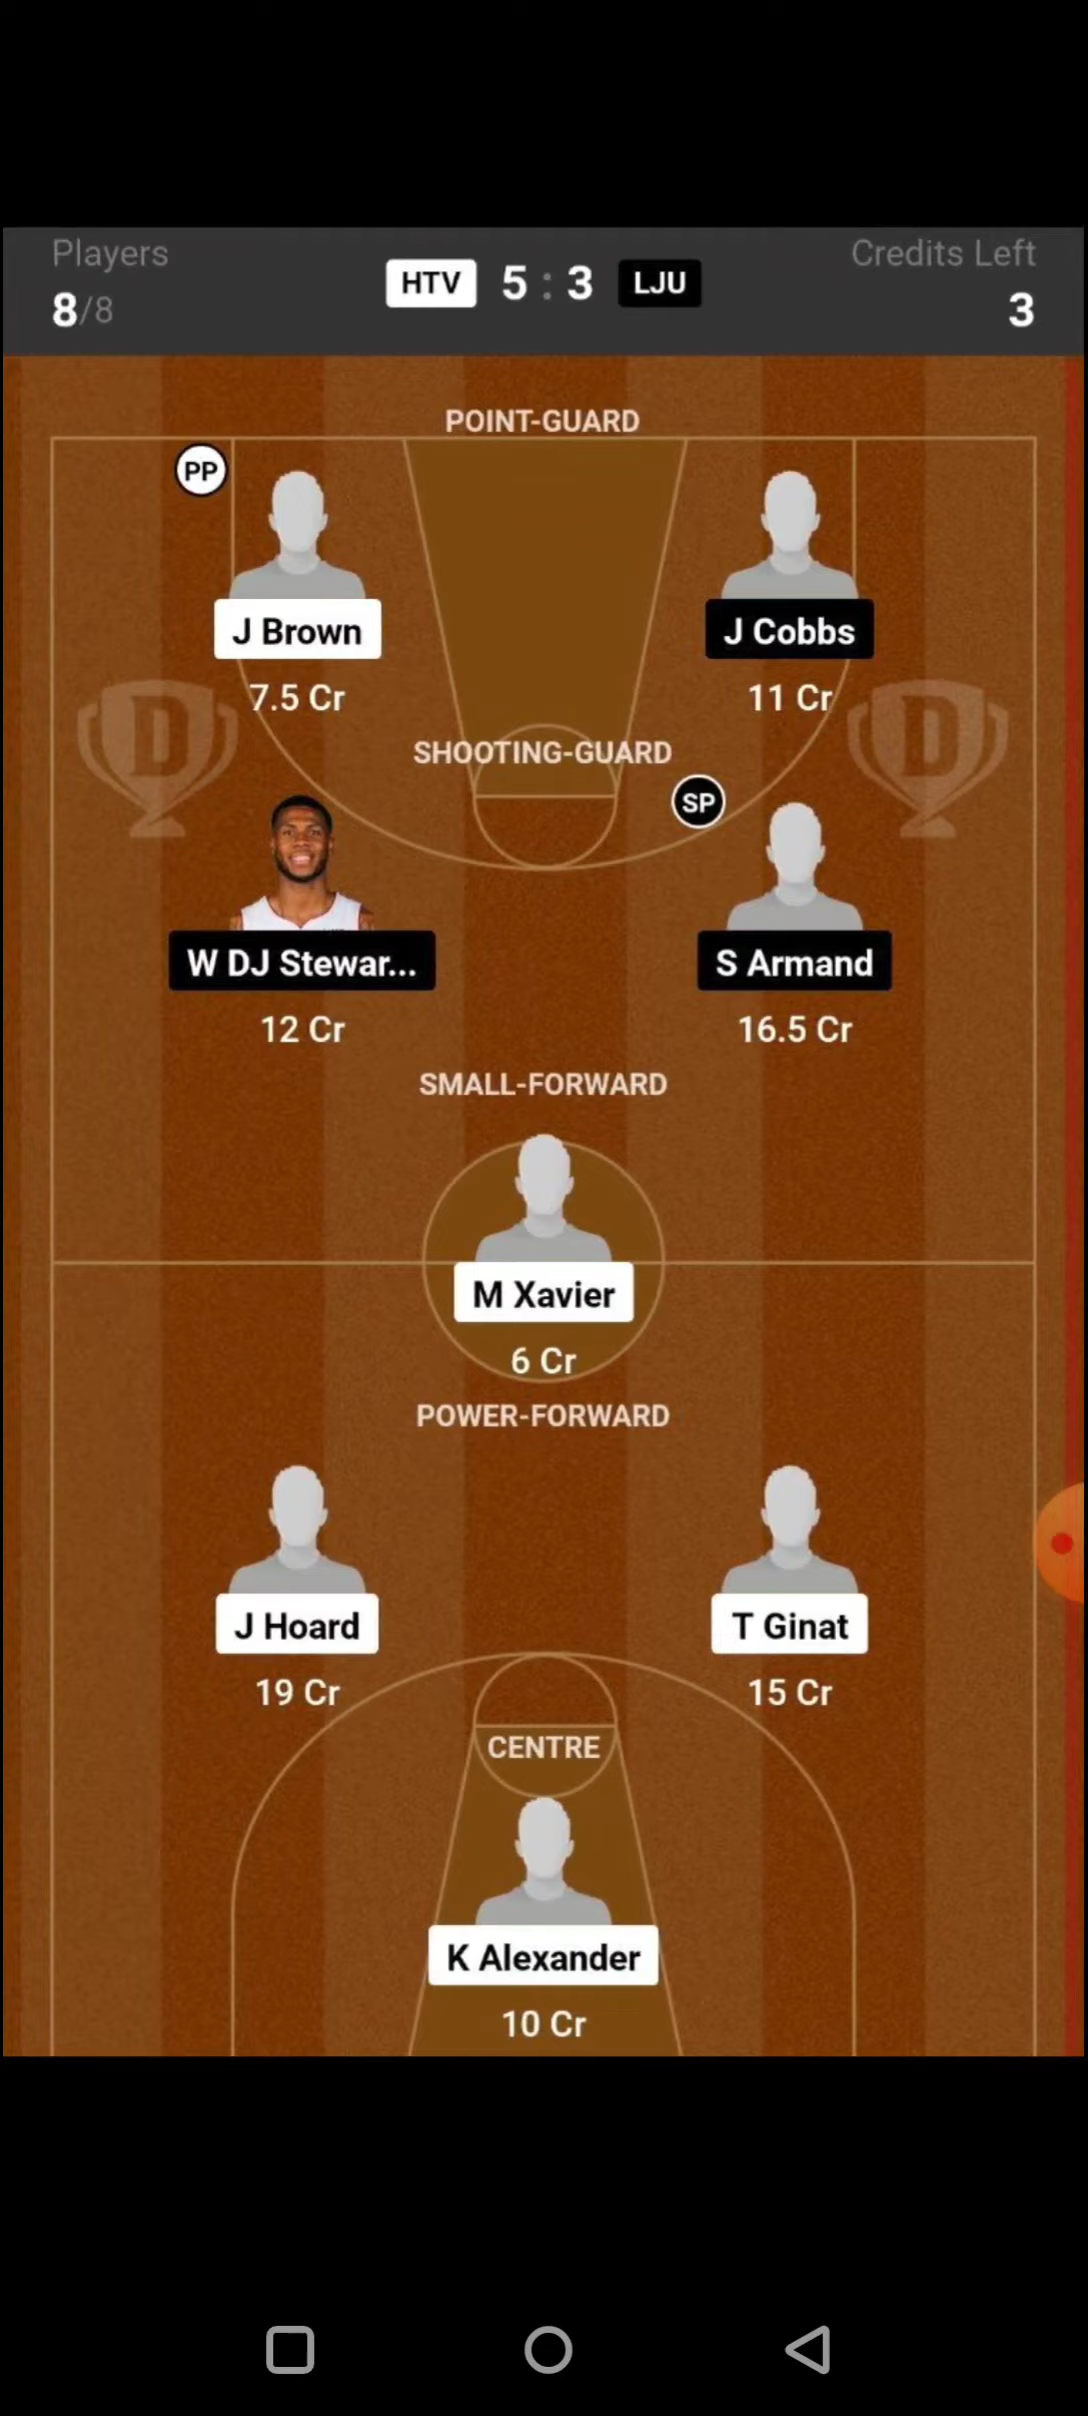 Players
8/8
HTV 5 : 3 LJU
Credits Left
3
POINT-GUARD
PP
J Brown
7.5 Cr
J Cobbs
11 Cr
SHOOTING-GUARD
W DJ Stewar...
12 Cr
SP
S Armand
16.5 Cr
SMALL-FORWARD
M Xavier
6 Cr
POWER-FORWARD
J Hoard
19 Cr
T Ginat
15 Cr
CENTRE
K Alexander
10 Cr
D
D